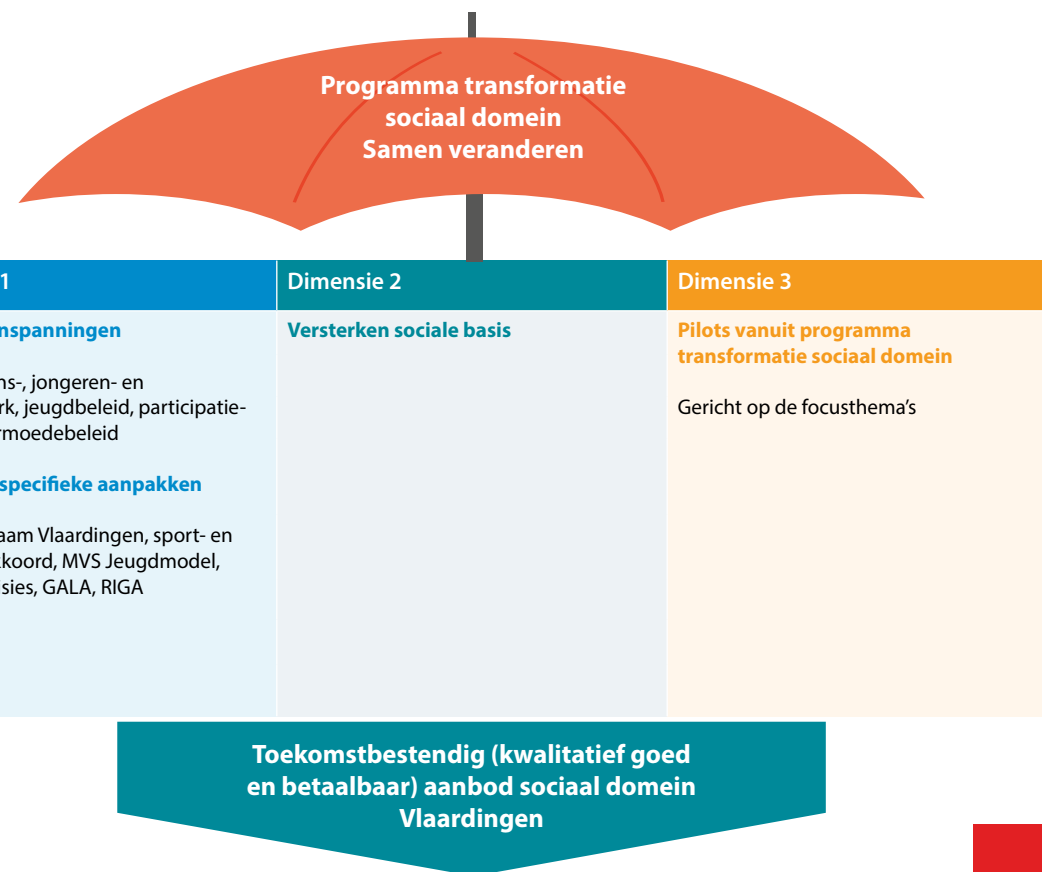 Programma transformatie
sociaal domein
Samen veranderen
1
nspanningen
ns-, jongeren- en
rk, jeugdbeleid, participatie-
rmoedebeleid
specifieke aanpakken
aam Vlaardingen, sport- en
koord, MVS Jeugdmodel,
sies, GALA, RIGA
Dimensie 2
Versterken sociale basis
Dimensie 3
Pilots vanuit programma
transformatie sociaal domein
Gericht op de focusthema's
Toekomstbestendig (kwalitatief goed
en betaalbaar) aanbod sociaal domein
Vlaardingen